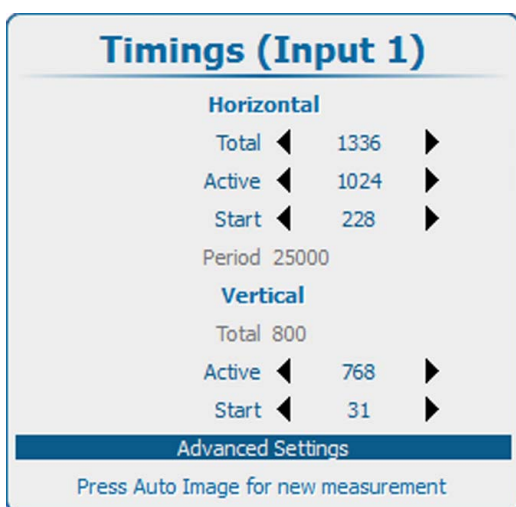 Timings (Input 1)
Horizontal
Total 1336
Active 1024
Start 228
Period 25000
Vertical
Total 800
Active 768
Start 31
Advanced Settings
Press Auto Image for new measurement